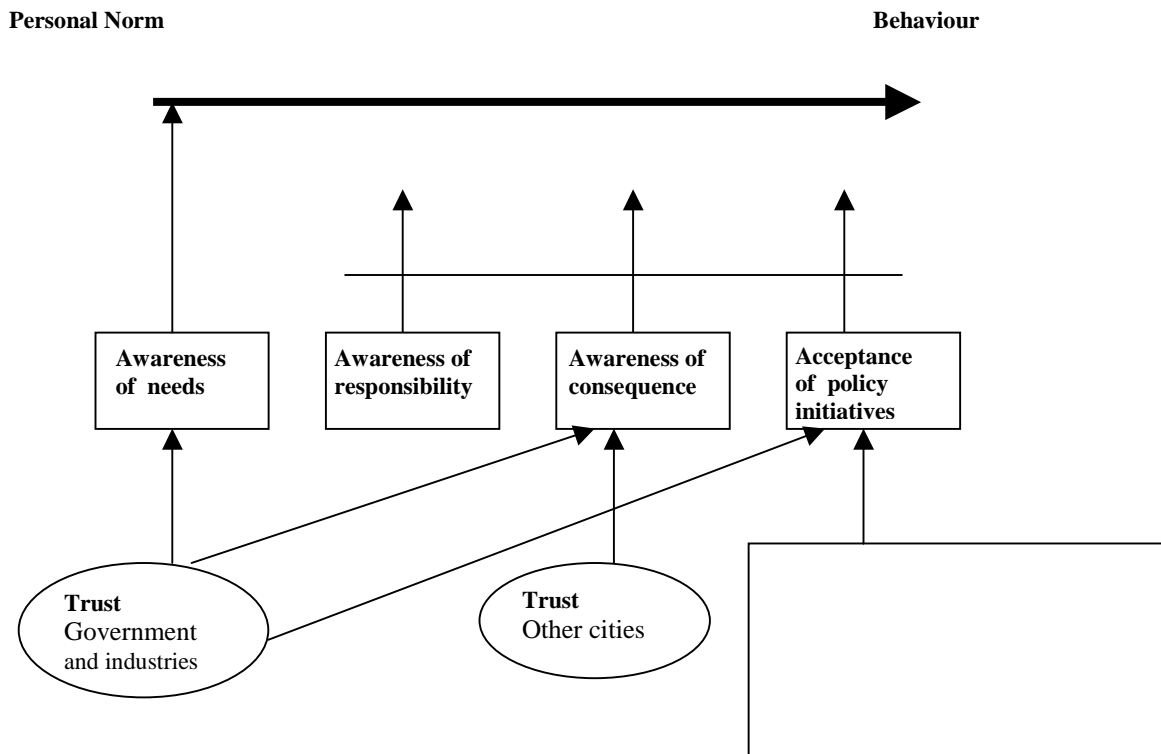 Personal Norm
Behaviour
Awareness
of needs
Awareness of
responsibility
Awareness of
consequence
Acceptance
of policy
initiatives
Trust
Government
and industries
Trust
Other cities